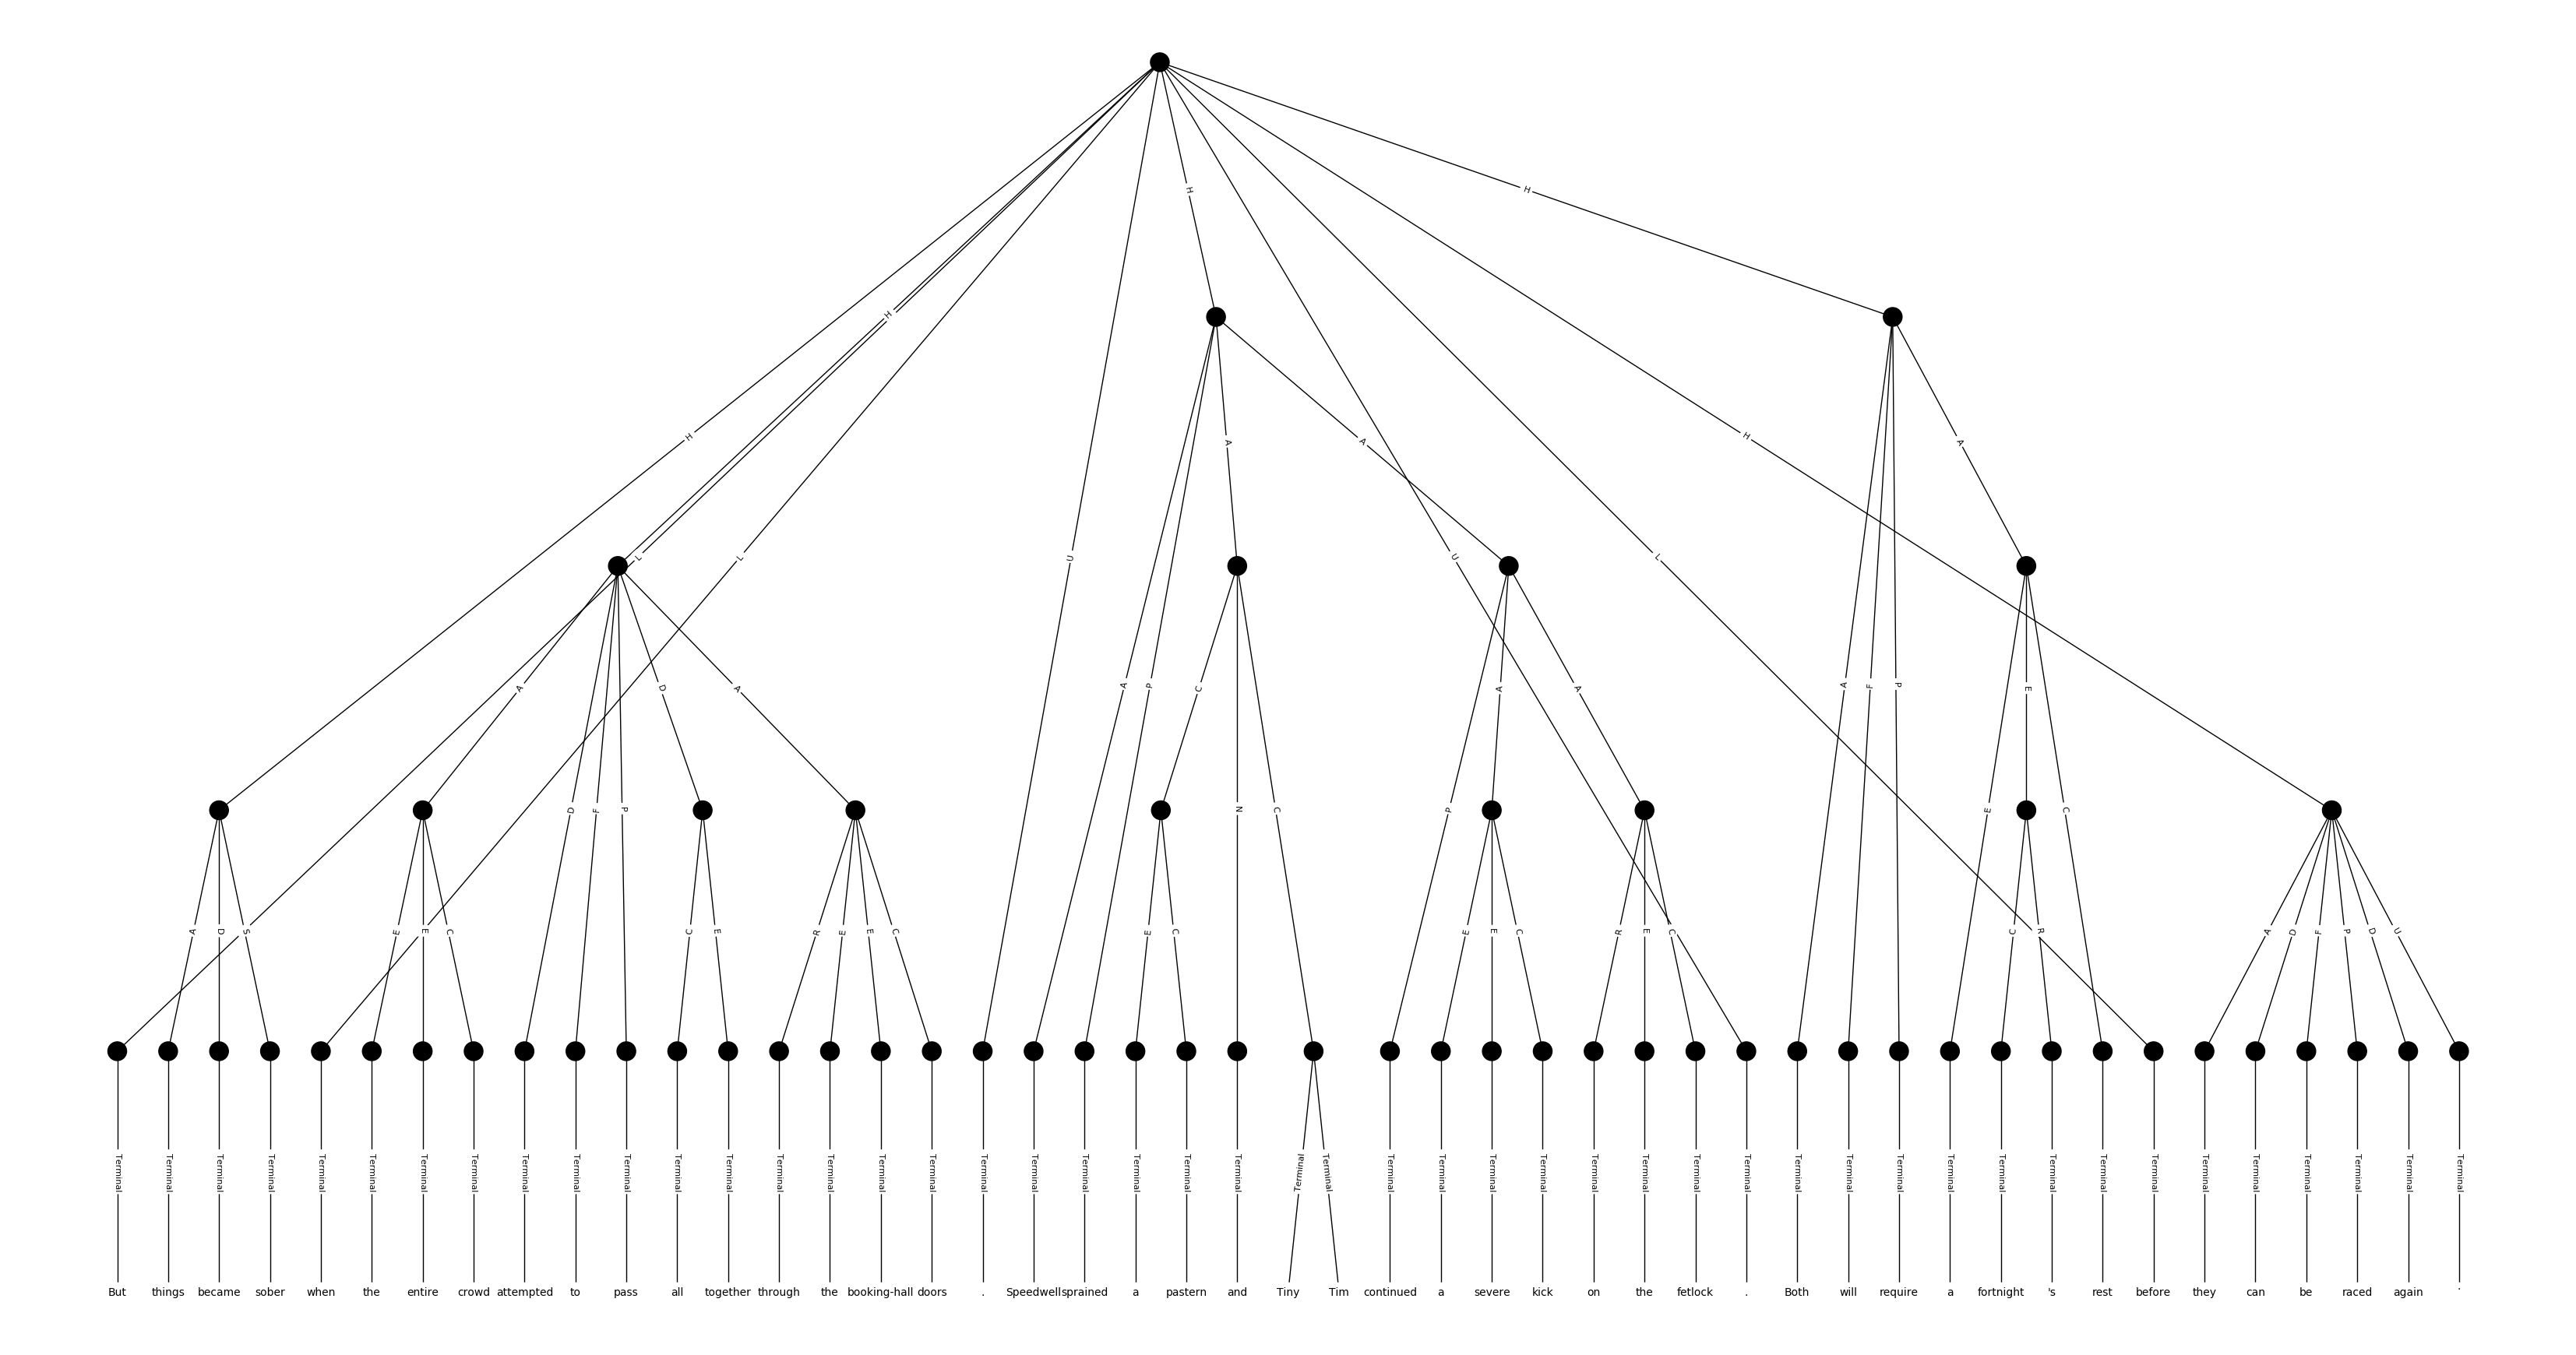 H
H
H
H
A
A
L
L
U
U
L
H
A
P
A
F
P
A
D
A
C
A
A
E
D
F
P
C
N
P
E
C
A
D
S
E
E
C
C
E
R
E
E
C
E
C
E
E
C
R
E
C
C
R
A
D
F
P
D
U
Terminal Terminal Terminal Terminal Terminal Terminal Terminal Terminal Terminal Terminal Terminal Terminal Terminal Terminal Terminal Terminal Terminal Terminal Terminal Terminal Terminal Terminal Terminal Terminal Terminal Terminal Terminal Terminal Terminal Terminal Terminal Terminal Terminal Terminal Terminal Terminal Terminal Terminal Terminal Terminal Terminal Terminal Terminal Terminal Terminal Terminal Terminal
But things became sober when the entire crowd attempted to pass all together through the booking-hall doors . Speedwell sprained a pastern and Tiny Tim continued a severe kick on the fetlock . Both will require a fortnight 's rest before they can be raced again